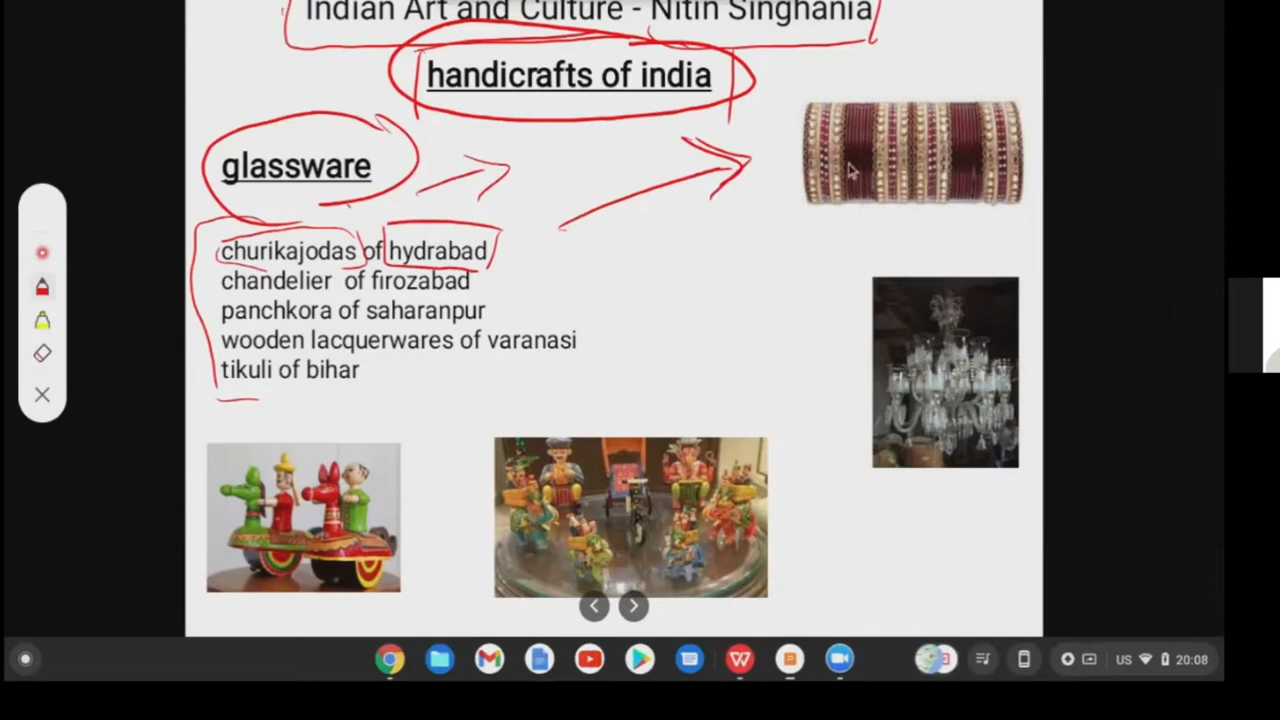 Indian Art and Culture - Nitin Singhania
handicrafts of india
glassware
churikajodas of hydrabad
chandelier of firozabad
panchkora of saharanpur
wooden lacquerwares of varanasi
tikuli of bihar
US 20:08